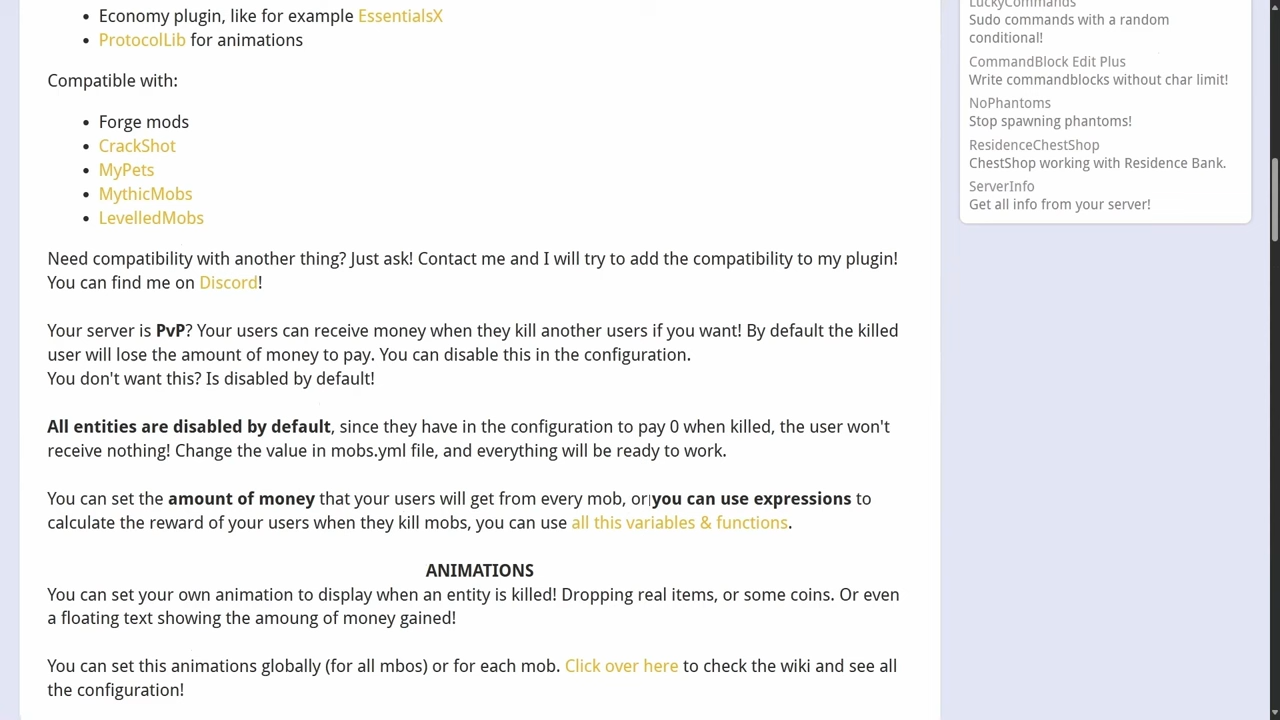 Economy plugin, like for example EssentialsX
ProtocolLib for animations
Compatible with:
Forge mods
CrackShot
MyPets
MythicMobs
LevelledMobs
Need compatibility with another thing? Just ask! Contact me and I will try to add the compatibility to my plugin!
You can find me on Discord!
Your server is PvP? Your users can receive money when they kill another users if you want! By default the killed
user will lose the amount of money to pay. You can disable this in the configuration.
You don't want this? Is disabled by default!
All entities are disabled by default, since they have in the configuration to pay 0 when killed, the user won't
receive nothing! Change the value in mobs.yml file, and everything will be ready to work.
You can set the amount of money that your users will get from every mob, or you can use expressions to
calculate the reward of your users when they kill mobs, you can use all this variables & functions.
ANIMATIONS
You can set your own animation to display when an entity is killed! Dropping real items, or some coins. Or even
a floating text showing the amoung of money gained!
You can set this animations globally (for all mbos) or for each mob. Click over here to check the wiki and see all
the configuration!
LuckyCommands
Sudo commands with a random
conditional!
CommandBlock Edit Plus
Write commandblocks without char limit!
NoPhantoms
Stop spawning phantoms!
ResidenceChestShop
ChestShop working with Residence Bank.
ServerInfo
Get all info from your server!